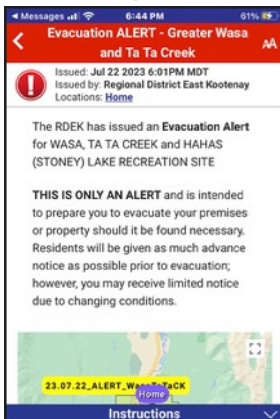 Messages 6:44 PM 61%
Evacuation ALERT - Greater Wasa
and Ta Ta Creek
AA
Issued: Jul 22 2023 6:01PM MDT
Issued by: Regional District East Kootenay
Locations: Home
The RDEK has issued an Evacuation Alert
for WASA, TA TA CREEK and HAHAS
(STONEY) LAKE RECREATION SITE
THIS IS ONLY AN ALERT and is intended
to prepare you to evacuate your premises
or property should it be found necessary.
Residents will be given as much advance
notice as possible prior to evacuation;
however, you may receive limited notice
due to changing conditions.
23.07.22_ALERT_WasaTaTaCK
Home
Instructions